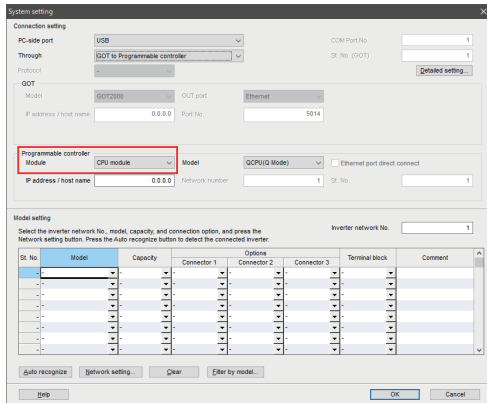 System setting
Connection setting
PC-side port USB COM Port No. 1
Through GOT to Programmable controller St. No. (GOT) 1
Protocol - Detailed setting...
GOT
Model GOT2000 OUT port Ethernet
IP address / host name 0.0.0.0 Port No. 5014
Programmable controller
Module CPU module Model QCPU(Q Mode) Ethernet port direct connect
IP address / host name 0.0.0.0 Network number 1 St. No. 1
Model setting
Select the inverter network No., model, capacity, and connection option, and press the Inverter network No. 1
Network setting button. Press the Auto recognize button to detect the connected inverter.
St. No. Model Capacity Options Terminal block Comment
Connector 1 Connector 2 Connector 3
- - - - - - -
- - - - - - -
- - - - - - -
- - - - - - -
- - - - - - -
- - - - - - -
- - - - - - -
- - - - - - -
Auto recognize Network setting... Clear Filter by model...
Help OK Cancel